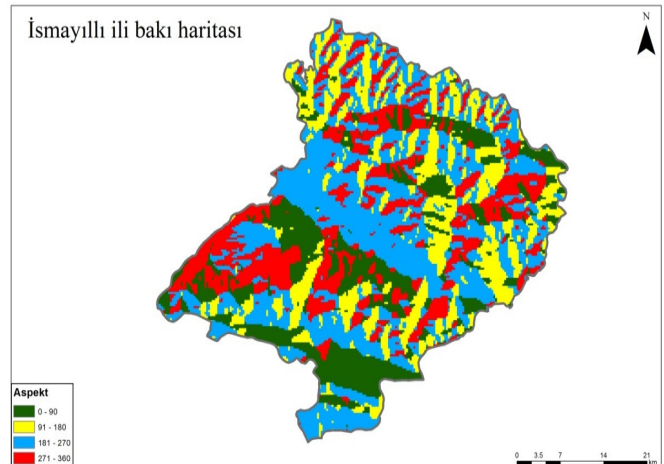 İsmayıllı ili bakı haritası
N
Aspekt
0 - 90
91 - 180
181 - 270
271 - 360
0 3.5 7 14 21
km